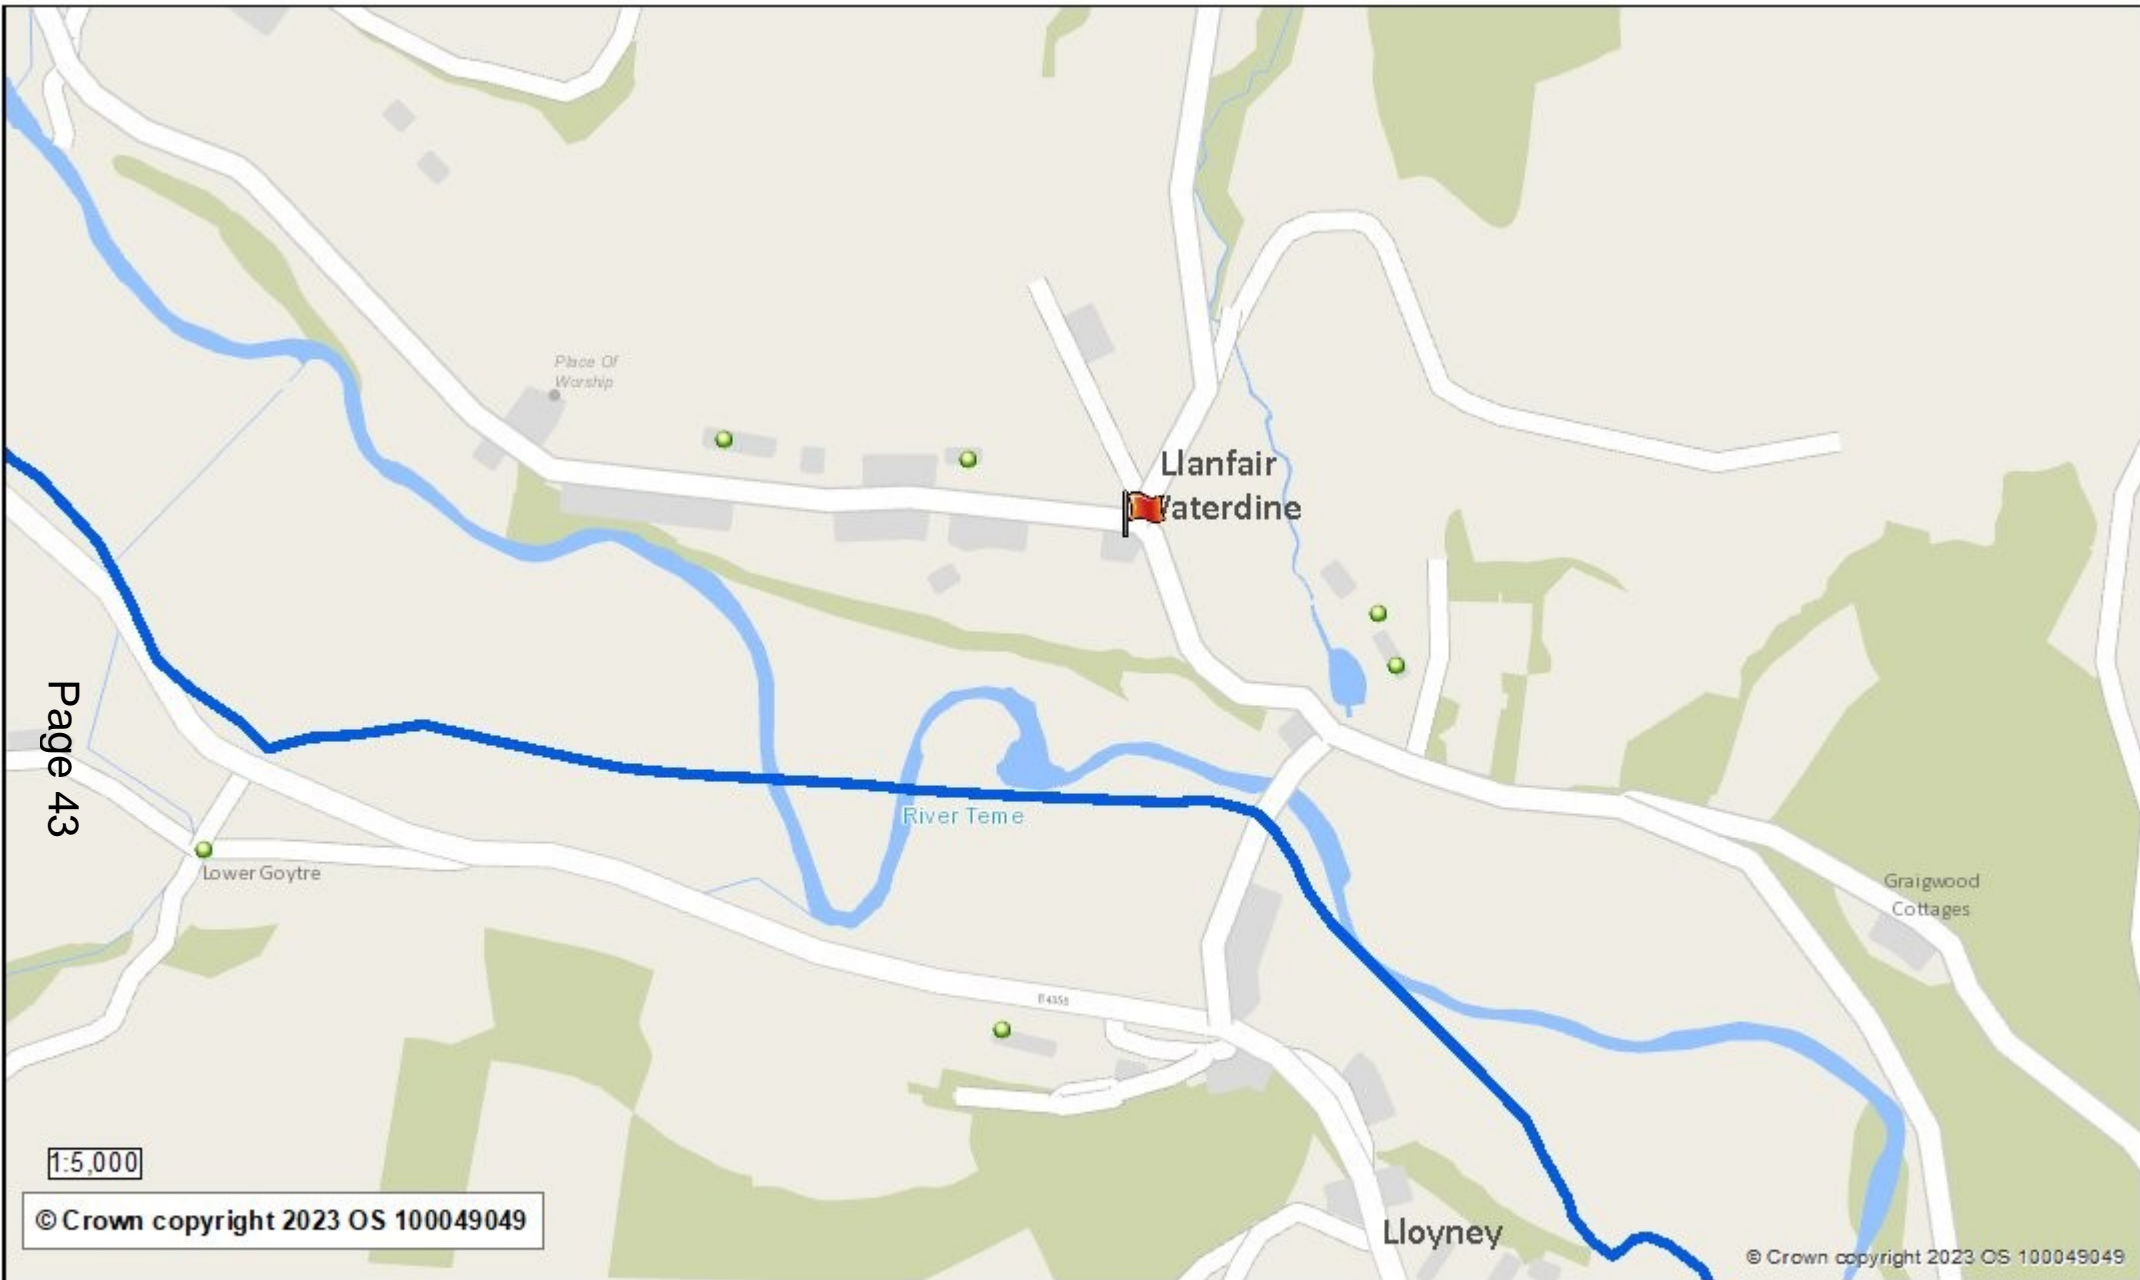 Place Of
Worship
Llanfair
Waterdine
Page 43
River Teme
Lower Goytre
Graigwood
Cottages
B4355
1:5,000
© Crown copyright 2023 OS 100049049
Lloyney
© Crown copyright 2023 OS 100049049